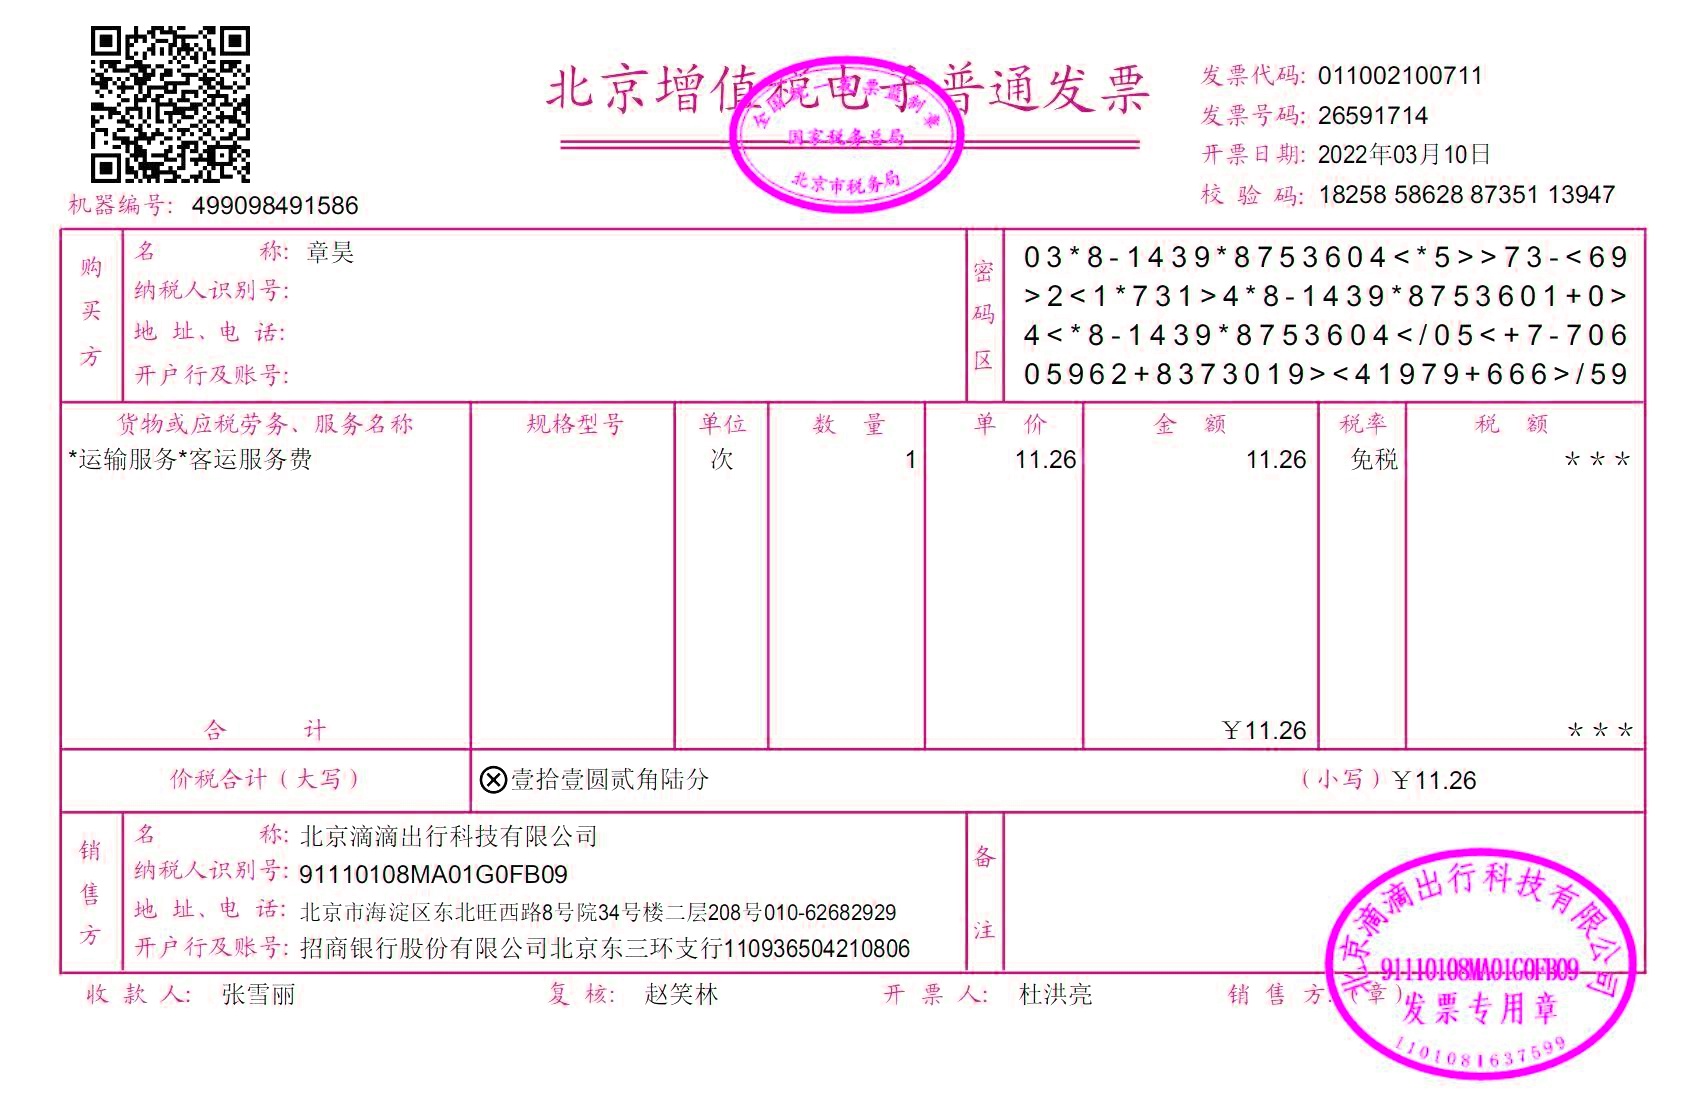 北京增值税电子普通发票
全国统一发票监制章
国家税务总局
北京市税务局
发票代码: 011002100711
发票号码: 26591714
开票日期: 2022年03月10日
校 验 码: 18258 58628 87351 13947
机器编号: 499098491586
购买方
名 称: 章昊
纳税人识别号:
地 址、电 话:
开户行及账号:
密码区
03*8-1439*8753604<*5>>73-<69
>2<1*731>4*8-1439*8753601+0>
4<*8-1439*8753604</05<+7-706
05962+8373019><41979+666>/59
货物或应税劳务、服务名称 规格型号 单位 数 量 单 价 金 额 税率 税 额
*运输服务*客运服务费 次 1 11.26 11.26 免税 ***
合 计 ￥11.26 ***
价税合计（大写） ⊗壹拾壹圆贰角陆分 （小写）￥11.26
销售方
名 称: 北京滴滴出行科技有限公司
纳税人识别号: 91110108MA01G0FB09
地 址、电 话: 北京市海淀区东北旺西路8号院34号楼二层208号010-62682929
开户行及账号: 招商银行股份有限公司北京东三环支行110936504210806
备注
收 款 人: 张雪丽 复 核: 赵笑林 开 票 人: 杜洪亮 销 售 方:（章）
北京滴滴出行科技有限公司
91110108MA01G0FB09
发票专用章
1101081637599